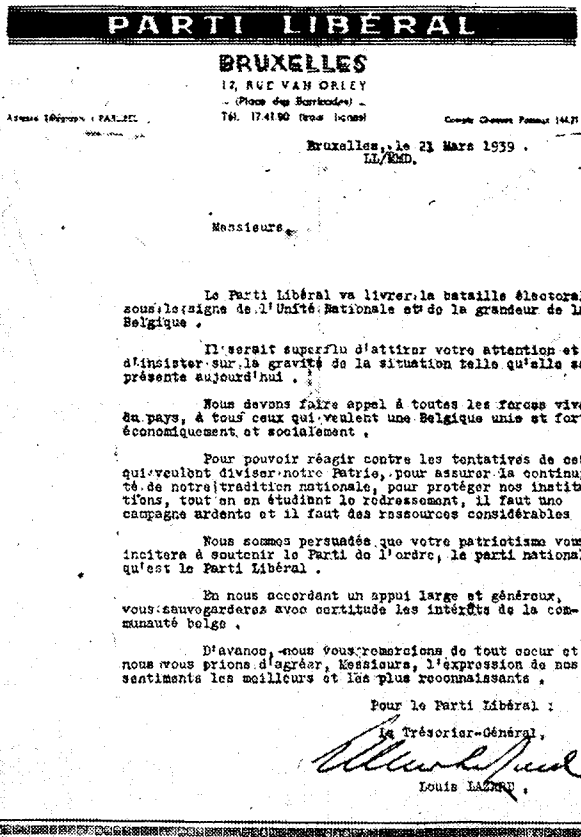 PARTI LIBÉRAL
BRUXELLES
17, RUE VAN ORLEY
(Place des Barricades)
Tél. 17.41.90 (trois lignes)
Bruxelles, le 21 Mars 1939 .
LL/RMD.
Messieurs,
Le Parti Libéral va livrer la bataille électoral
sous le signe de l'Unité Nationale et de la grandeur de la
Belgique .
Il serait superflu d'attirer votre attention et
d'insister sur la gravité de la situation telle qu'elle se
présente aujourd'hui .
Nous devons faire appel à toutes les forces vive
du pays, à tous ceux qui veulent une Belgique unie et fort
économiquement et socialement .
Pour pouvoir réagir contre les tentatives de ceu
qui veulent diviser notre Patrie, pour assurer la continu
té de notre tradition nationale, pour protéger nos institu
tions, tout en en étudiant le redressement, il faut une
campagne ardente et il faut des ressources considérables
Nous sommes persuadés que votre patriotisme vous
incitera à soutenir le Parti de l'ordre, le parti national
qu'est le Parti Libéral .
En nous accordant un appui large et généreux,
vous sauvegarderez avec certitude les intérêts de la com-
munauté belge .
D'avance, nous vous remercions de tout coeur et
nous vous prions d'agréer, Messieurs, l'expression de nos
sentiments les meilleurs et les plus reconnaissants .
Pour le Parti Libéral :
Le Trésorier-Général,
Louis LAZARD .